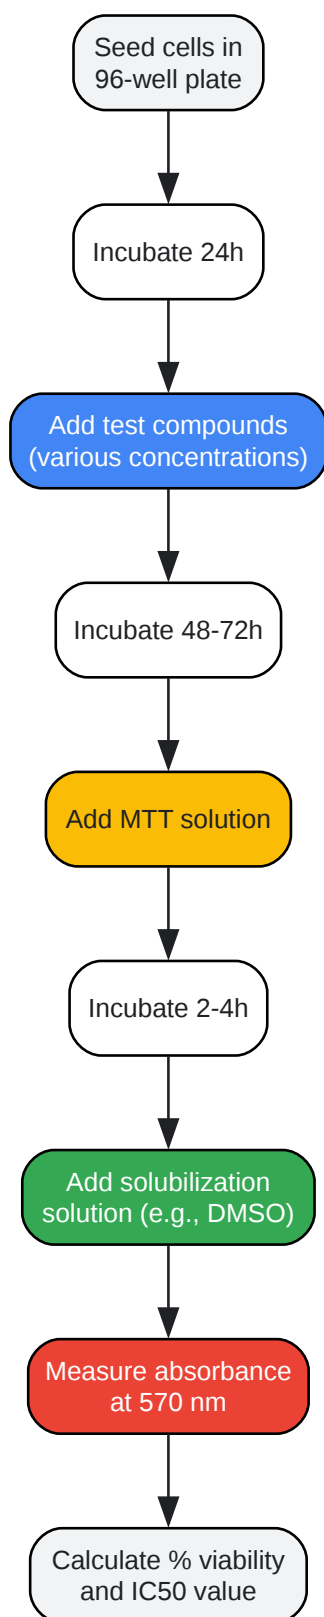 Seed cells in
96-well plate
Incubate 24h
Add test compounds
(various concentrations)
Incubate 48-72h
Add MTT solution
Incubate 2-4h
Add solubilization
solution (e.g., DMSO)
Measure absorbance
at 570 nm
Calculate % viability
and IC50 value